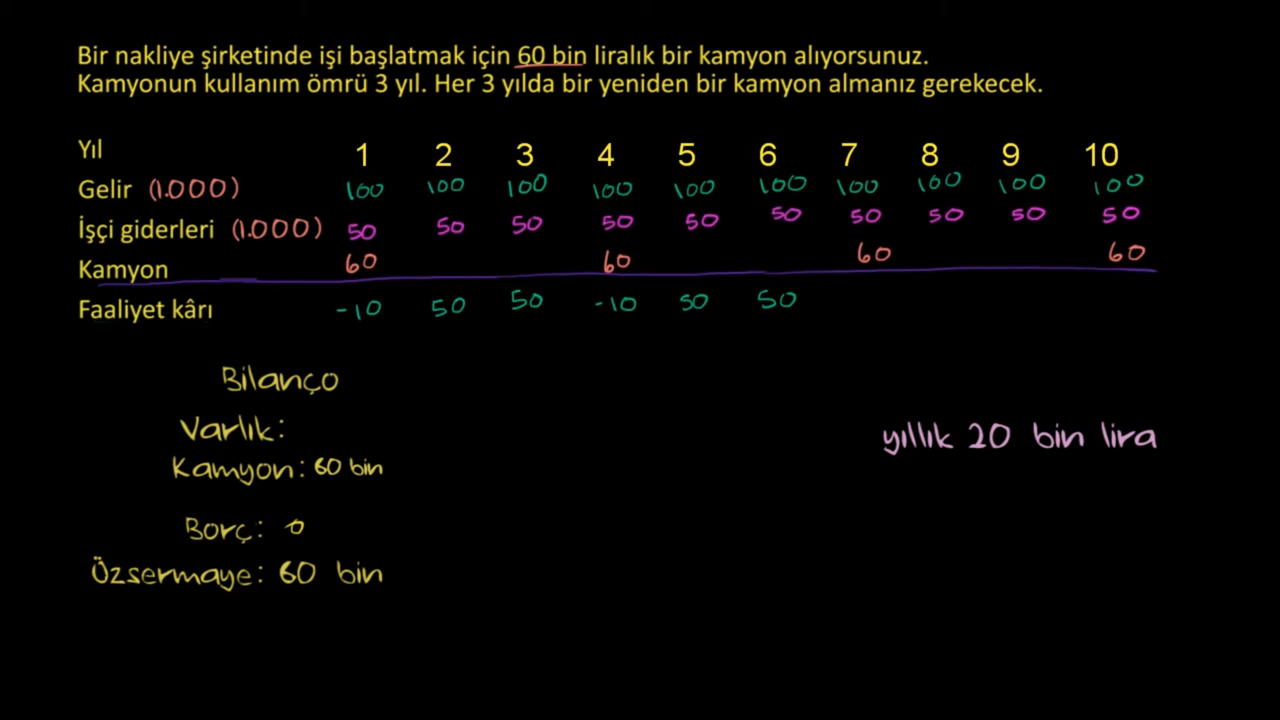 Bir nakliye şirketinde işi başlatmak için 60 bin liralık bir kamyon alıyorsunuz.
Kamyonun kullanım ömrü 3 yıl. Her 3 yılda bir yeniden bir kamyon almanız gerekecek.
Yıl 1 2 3 4 5 6 7 8 9 10
Gelir (1.000) 100 100 100 100 100 100 100 100 100 100
İşçi giderleri (1.000) 50 50 50 50 50 50 50 50 50 50
Kamyon 60 60 60 60
Faaliyet kârı -10 50 50 -10 50 50
Bilanço
Varlık:
yıllık 20 bin lira
Kamyon: 60 bin
Borç: 0
Özsermaye: 60 bin